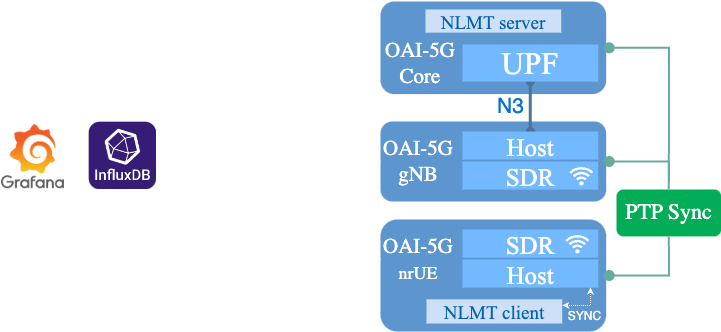 NLMT server
OAI-5G
Core
UPF
N3
OAI-5G
gNB
Host
SDR
Grafana
InfluxDB
PTP Sync
OAI-5G
nrUE
SDR
Host
NLMT client
SYNC